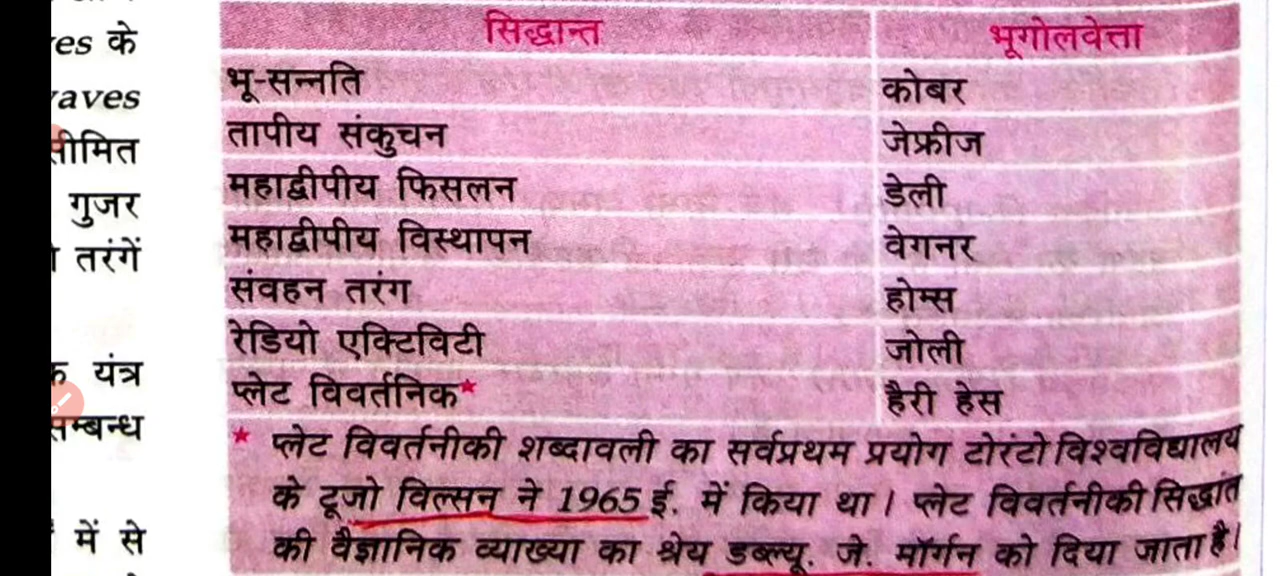 es के
aves
सीमित
गुजर
तरंगें
यंत्र
सम्बन्ध
में से
सिद्धान्त भूगोलवेत्ता
भू-सन्नति कोबर
तापीय संकुचन जेफ्रीज
महाद्वीपीय फिसलन डेली
महाद्वीपीय विस्थापन वेगनर
संवहन तरंग होम्स
रेडियो एक्टिविटी जोली
प्लेट विवर्तनिक* हैरी हेस
* प्लेट विवर्तनीकी शब्दावली का सर्वप्रथम प्रयोग टोरंटो विश्वविद्यालय
के टूजो विल्सन ने 1965 ई. में किया था। प्लेट विवर्तनीकी सिद्धांत
की वैज्ञानिक व्याख्या का श्रेय डब्ल्यू. जे. मॉर्गन को दिया जाता है।